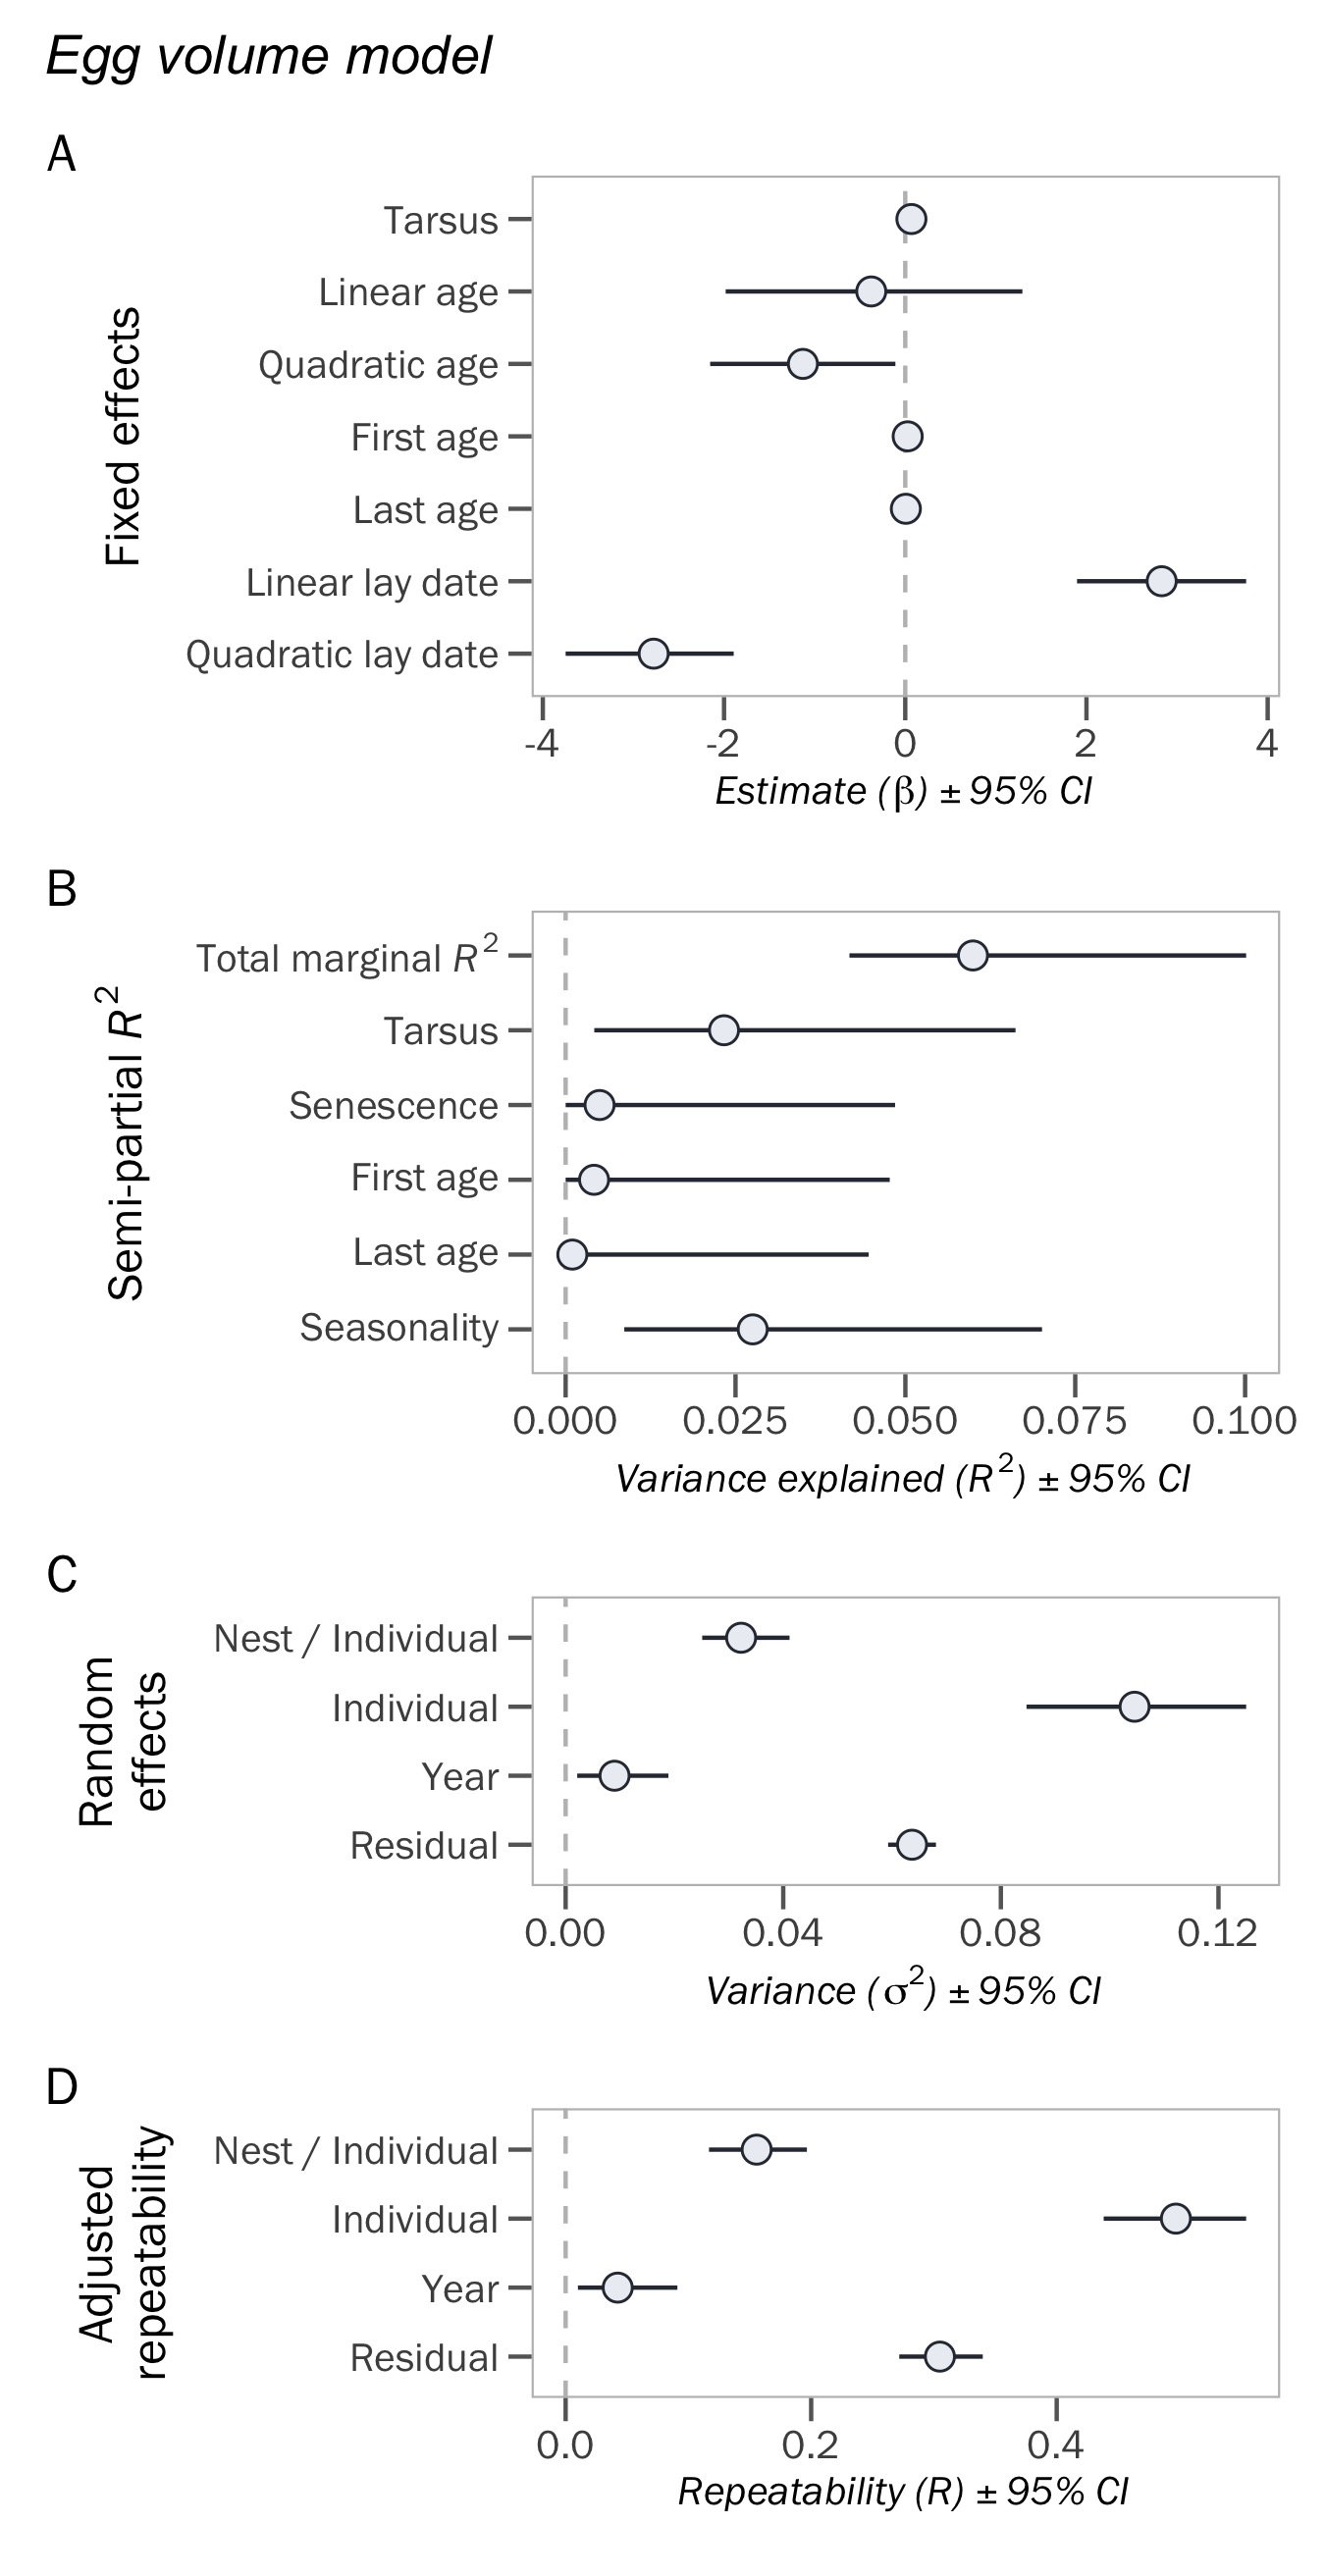 Egg volume model
A
Fixed effects
Tarsus
Linear age
Quadratic age
First age
Last age
Linear lay date
Quadratic lay date
-4 -2 0 2 4
Estimate (β) ± 95% CI
B
Semi-partial R²
Total marginal R²
Tarsus
Senescence
First age
Last age
Seasonality
0.000 0.025 0.050 0.075 0.100
Variance explained (R²) ± 95% CI
C
Random
effects
Nest / Individual
Individual
Year
Residual
0.00 0.04 0.08 0.12
Variance (σ²) ± 95% CI
D
Adjusted
repeatability
Nest / Individual
Individual
Year
Residual
0.0 0.2 0.4
Repeatability (R) ± 95% CI